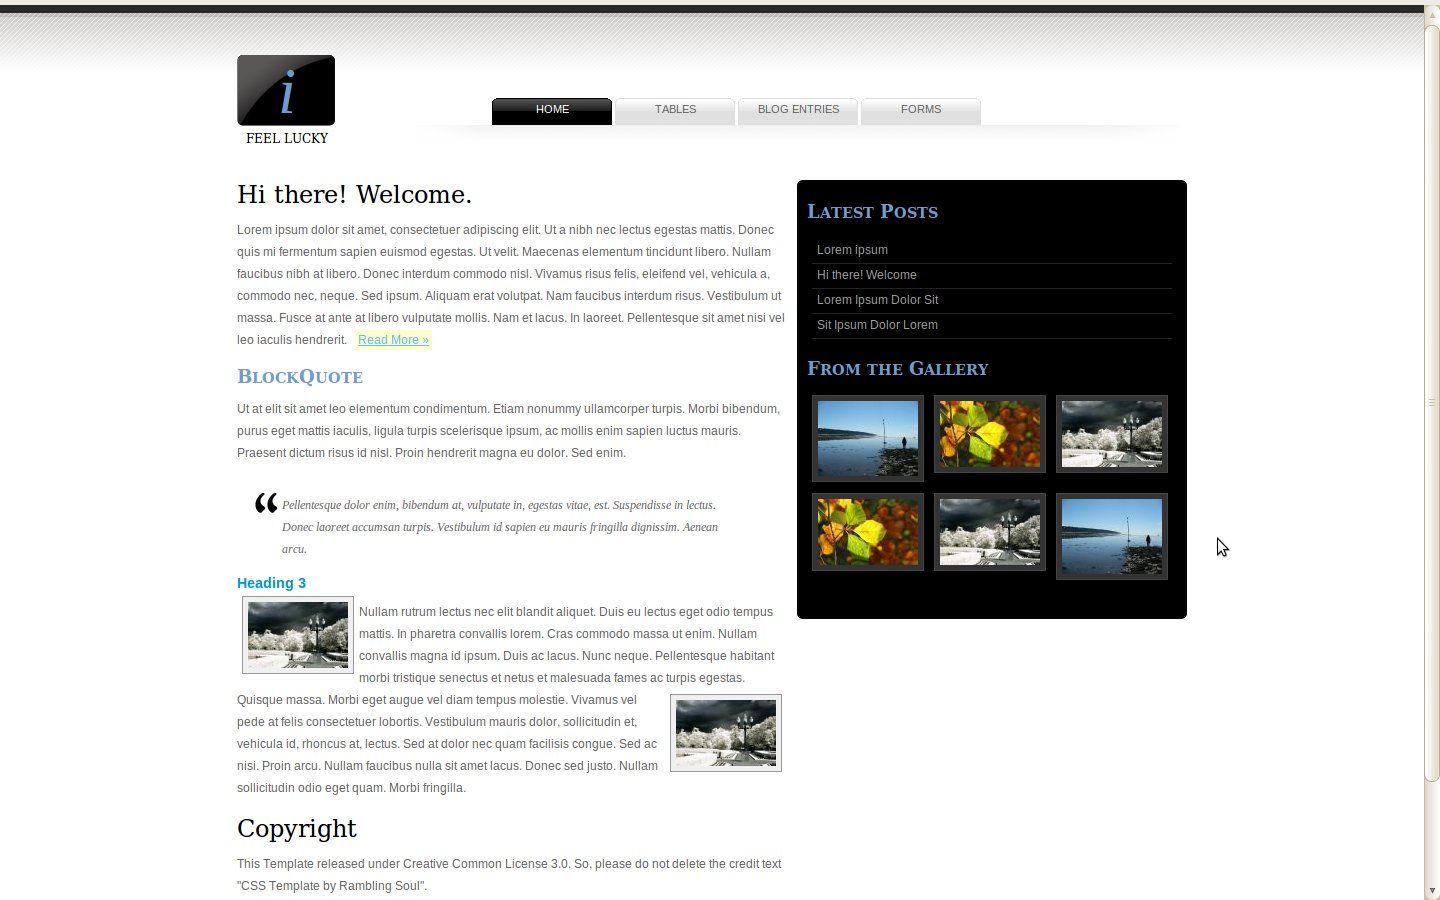 i
FEEL LUCKY
HOME
TABLES
BLOG ENTRIES
FORMS
Hi there! Welcome.
Lorem ipsum dolor sit amet, consectetuer adipiscing elit. Ut a nibh nec lectus egestas mattis. Donec
quis mi fermentum sapien euismod egestas. Ut velit. Maecenas elementum tincidunt libero. Nullam
faucibus nibh at libero. Donec interdum commodo nisl. Vivamus risus felis, eleifend vel, vehicula a,
commodo nec, neque. Sed ipsum. Aliquam erat volutpat. Nam faucibus interdum risus. Vestibulum ut
massa. Fusce at ante at libero vulputate mollis. Nam et lacus. In laoreet. Pellentesque sit amet nisi vel
leo iaculis hendrerit. Read More »
BlockQuote
Ut at elit sit amet leo elementum condimentum. Etiam nonummy ullamcorper turpis. Morbi bibendum,
purus eget mattis iaculis, ligula turpis scelerisque ipsum, ac mollis enim sapien luctus mauris.
Praesent dictum risus id nisl. Proin hendrerit magna eu dolor. Sed enim.
“ Pellentesque dolor enim, bibendum at, vulputate in, egestas vitae, est. Suspendisse in lectus.
Donec laoreet accumsan turpis. Vestibulum id sapien eu mauris fringilla dignissim. Aenean
arcu.
Heading 3
Nullam rutrum lectus nec elit blandit aliquet. Duis eu lectus eget odio tempus
mattis. In pharetra convallis lorem. Cras commodo massa ut enim. Nullam
convallis magna id ipsum. Duis ac lacus. Nunc neque. Pellentesque habitant
morbi tristique senectus et netus et malesuada fames ac turpis egestas.
Quisque massa. Morbi eget augue vel diam tempus molestie. Vivamus vel
pede at felis consectetuer lobortis. Vestibulum mauris dolor, sollicitudin et,
vehicula id, rhoncus at, lectus. Sed at dolor nec quam facilisis congue. Sed ac
nisi. Proin arcu. Nullam faucibus nulla sit amet lacus. Donec sed justo. Nullam
sollicitudin odio eget quam. Morbi fringilla.
Copyright
This Template released under Creative Common License 3.0. So, please do not delete the credit text
"CSS Template by Rambling Soul".
Latest Posts
Lorem ipsum
Hi there! Welcome
Lorem Ipsum Dolor Sit
Sit Ipsum Dolor Lorem
From the Gallery